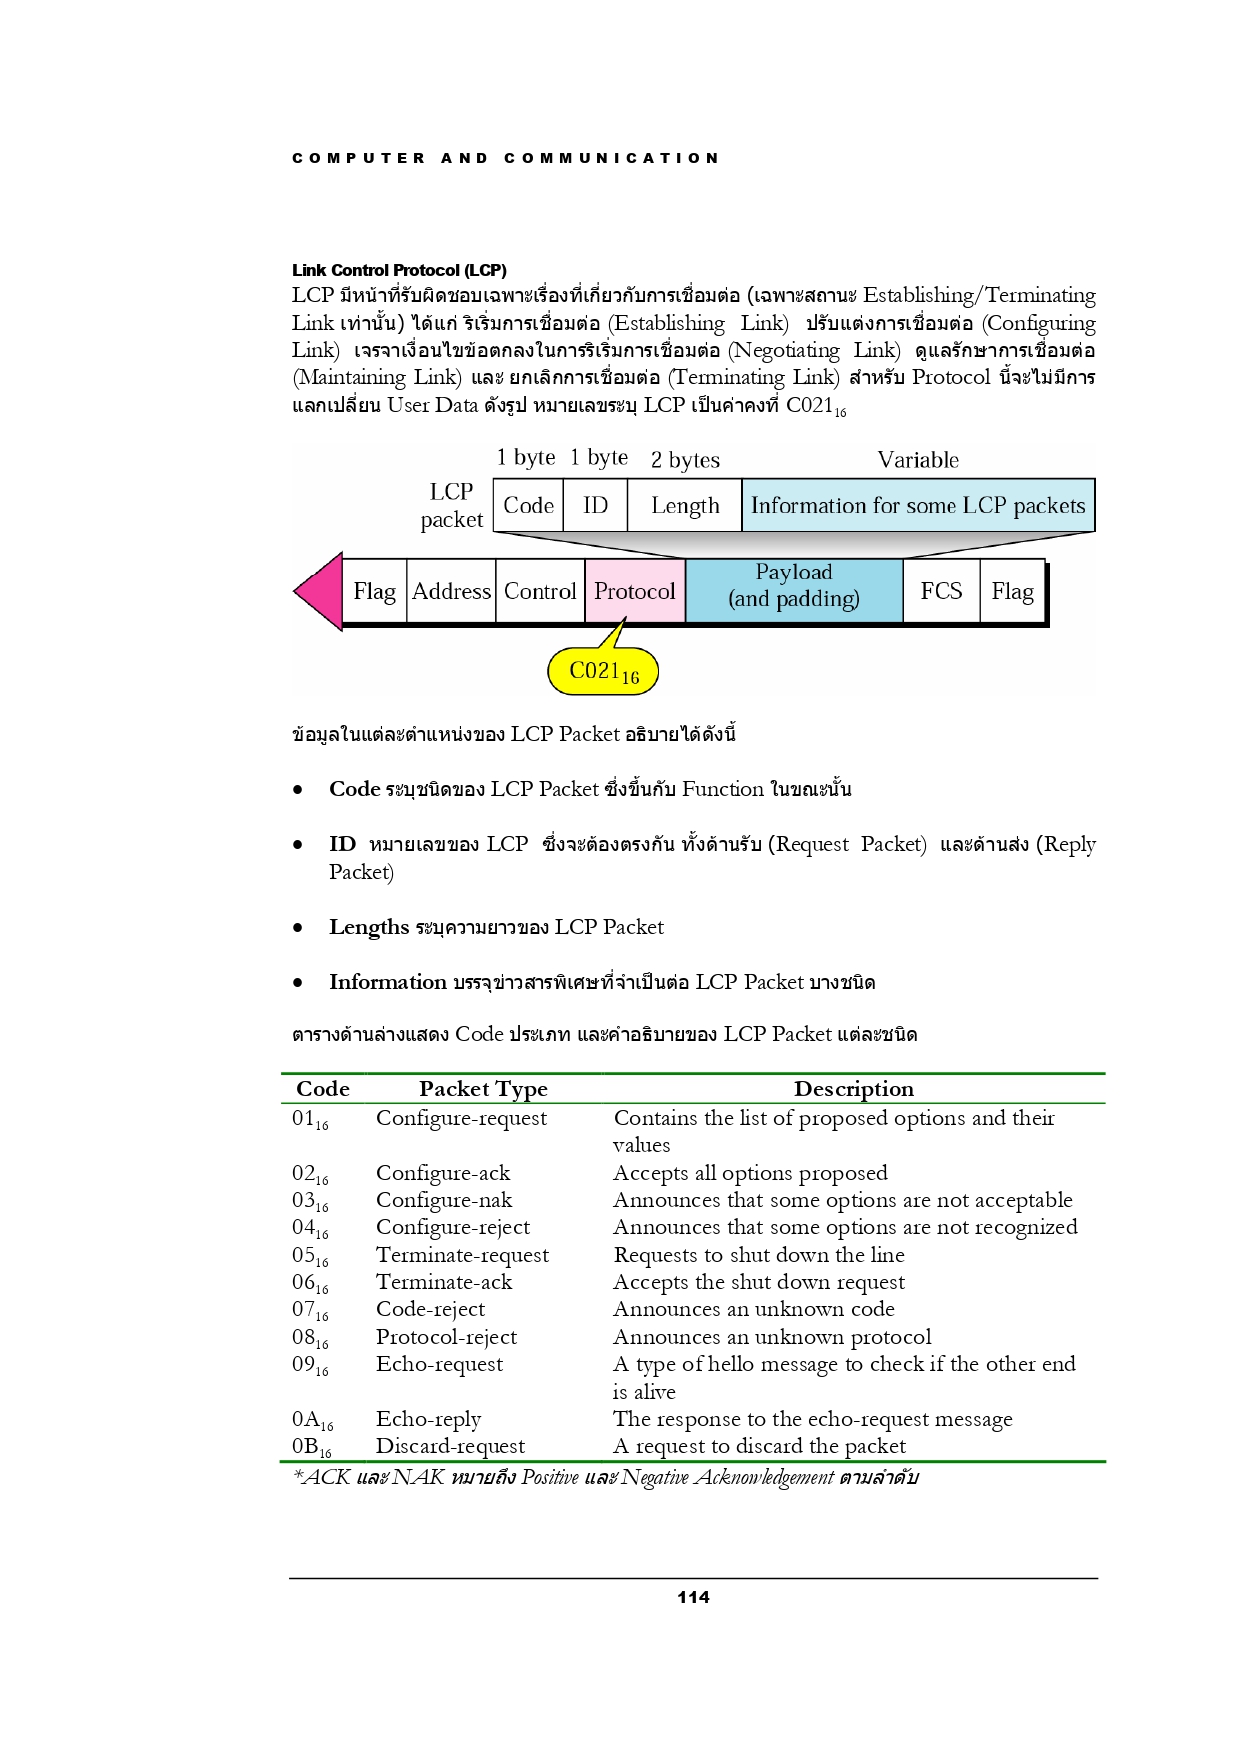 COMPUTER AND COMMUNICATION
Link Control Protocol (LCP)
LCP มีหน้าที่รับผิดชอบเฉพาะเรื่องที่เกี่ยวกับการเชื่อมต่อ (เฉพาะสถานะ Establishing/Terminating
Link เท่านั้น) ได้แก่ ริเริ่มการเชื่อมต่อ (Establishing Link) ปรับแต่งการเชื่อมต่อ (Configuring
Link) เจรจาเงื่อนไขข้อตกลงในการริเริ่มการเชื่อมต่อ (Negotiating Link) ดูแลรักษาการเชื่อมต่อ
(Maintaining Link) และ ยกเลิกการเชื่อมต่อ (Terminating Link) สำหรับ Protocol นี้จะไม่มีการ
แลกเปลี่ยน User Data ดังรูป หมายเลขระบุ LCP เป็นค่าคงที่ C021₁₆
1 byte 1 byte 2 bytes Variable
LCP
packet
Code ID Length Information for some LCP packets
Flag Address Control Protocol Payload
(and padding) FCS Flag
C021₁₆
ข้อมูลในแต่ละตำแหน่งของ LCP Packet อธิบายได้ดังนี้
• Code ระบุชนิดของ LCP Packet ซึ่งขึ้นกับ Function ในขณะนั้น
• ID หมายเลขของ LCP ซึ่งจะต้องตรงกัน ทั้งด้านรับ (Request Packet) และด้านส่ง (Reply
Packet)
• Lengths ระบุความยาวของ LCP Packet
• Information บรรจุข่าวสารพิเศษที่จำเป็นต่อ LCP Packet บางชนิด
ตารางด้านล่างแสดง Code ประเภท และคำอธิบายของ LCP Packet แต่ละชนิด
Code Packet Type Description
01₁₆ Configure-request Contains the list of proposed options and their
values
02₁₆ Configure-ack Accepts all options proposed
03₁₆ Configure-nak Announces that some options are not acceptable
04₁₆ Configure-reject Announces that some options are not recognized
05₁₆ Terminate-request Requests to shut down the line
06₁₆ Terminate-ack Accepts the shut down request
07₁₆ Code-reject Announces an unknown code
08₁₆ Protocol-reject Announces an unknown protocol
09₁₆ Echo-request A type of hello message to check if the other end
is alive
0A₁₆ Echo-reply The response to the echo-request message
0B₁₆ Discard-request A request to discard the packet
*ACK และ NAK หมายถึง Positive และ Negative Acknowledgement ตามลำดับ
114